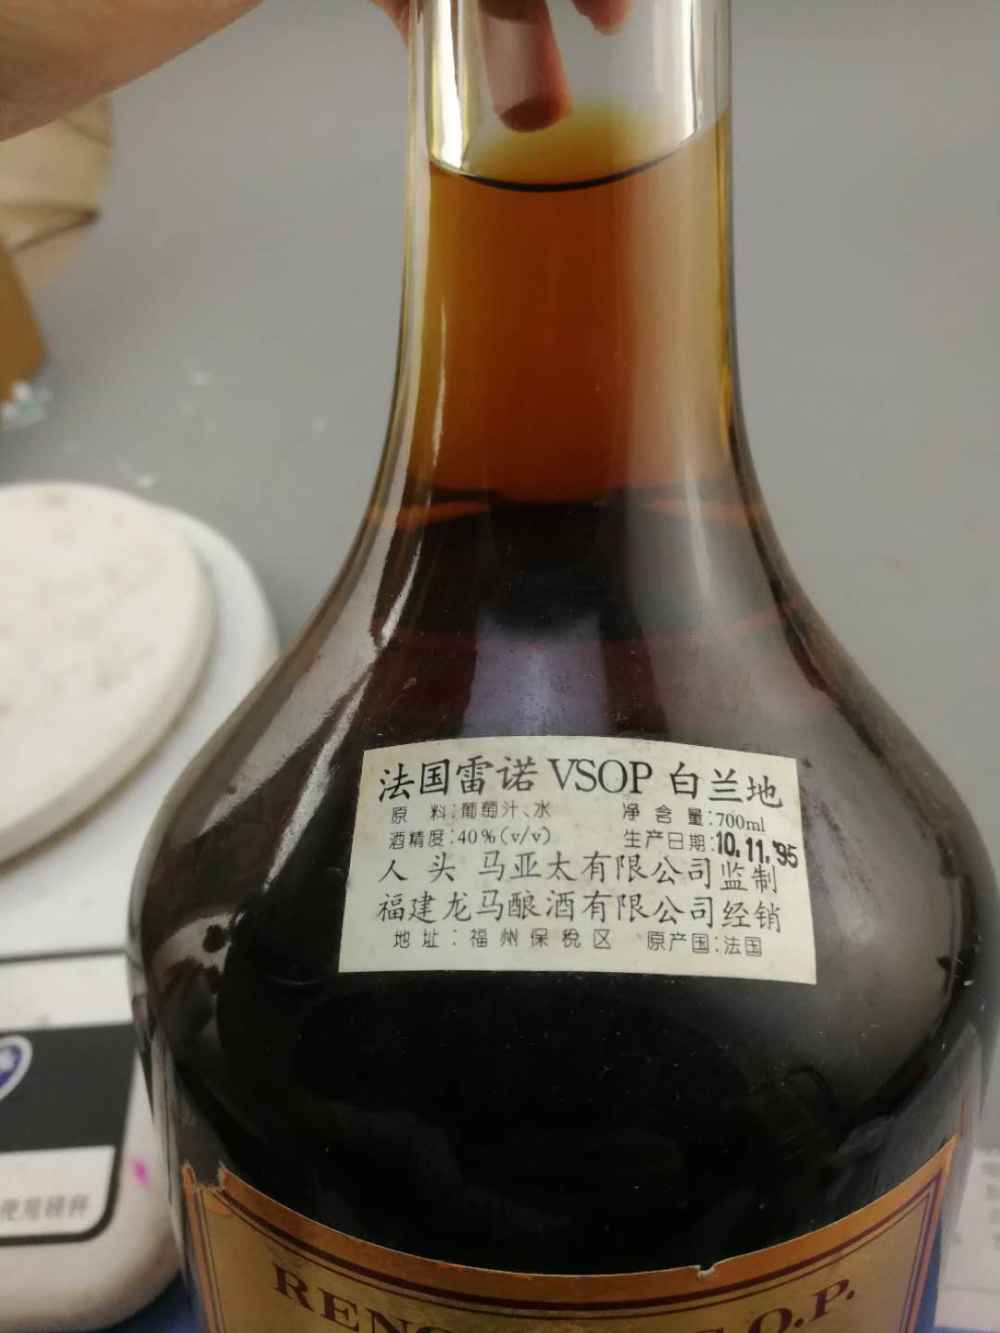 法国雷诺 VSOP 白兰地
原 料:葡萄汁、水 净含量:700ml
酒精度:40%(v/v) 生产日期:10.11.'95
人头马亚太有限公司监制
福建龙马酿酒有限公司经销
地址:福州保税区 原产国:法国